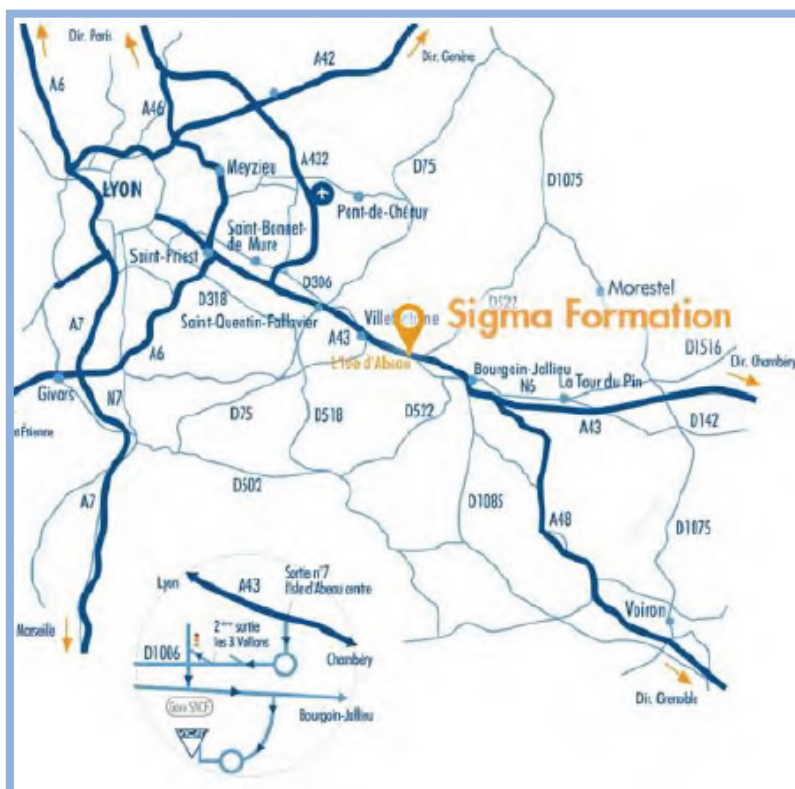 Dir. Paris
A6
A46
A42
Dir. Genève
LYON
Meyzieu
A432
D75
D1075
Pont-de-Chéruy
Saint-Bonnet
de Mure
Saint-Priest
D306
D318
Saint-Quentin-Fallavier
Morestel
Sigma Formation
A7
A6
A43
L'Isle d'Abeau
Bourgoin-Jallieu
N6
La Tour du Pin
D1516
Dir. Chambéry
Givors
N7
D75
D518
D522
A43
D142
D502
A7
D1085
A48
D1075
Voiron
Marseille
Dir. Grenoble
Lyon
A43
Sortie n°7
l'Isle d'Abeau centre
2ème sortie
les 3 Vallons
D1006
Chambéry
Gare SNCF
Bourgoin-Jallieu